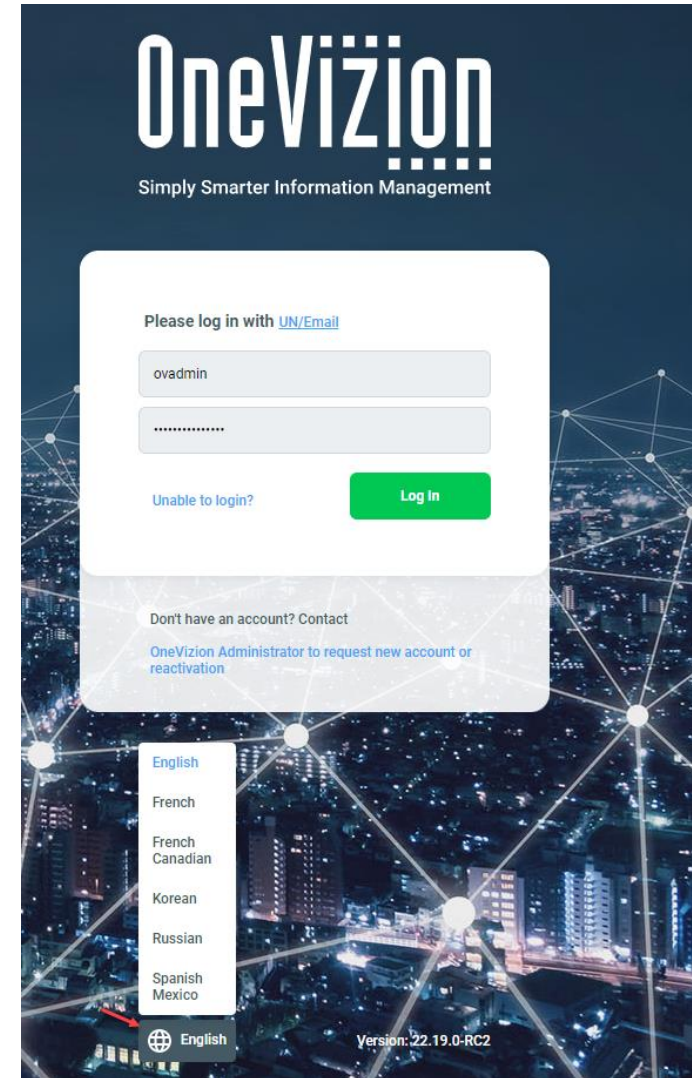 OneVizion
Simply Smarter Information Management
Please log in with UN/Email
ovadmin
•••••••••••••••
Unable to login?
Log In
Don't have an account? Contact
OneVizion Administrator to request new account or
reactivation
English
French
French
Canadian
Korean
Russian
Spanish
Mexico
English
Version: 22.19.0-RC2